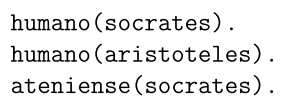 humano(socrates).
humano(aristoteles).
ateniense(socrates).